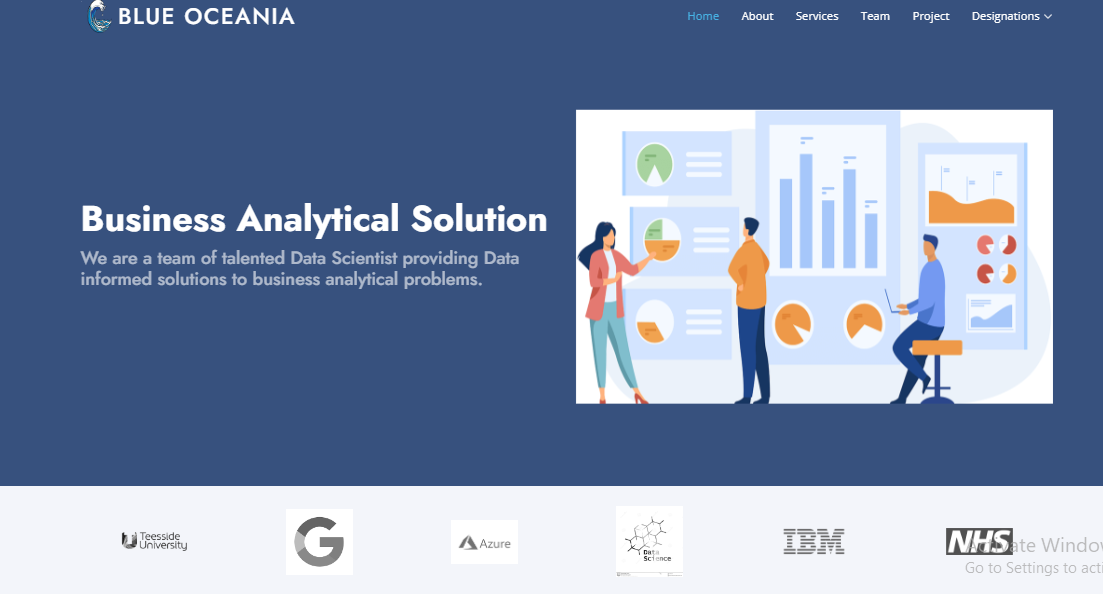 BLUE OCEANIA
Home About Services Team Project Designations
Business Analytical Solution
We are a team of talented Data Scientist providing Data
informed solutions to business analytical problems.
Teesside
University
G
Azure
Data
Science
IBM
NHS
Activate Window
Go to Settings to acti